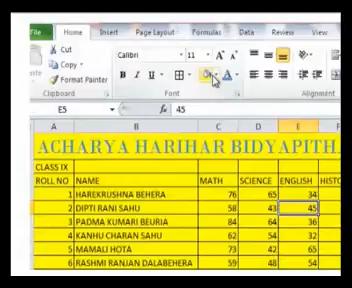 File Home Insert Page Layout Formulas Data Review View
Cut
Copy
Format Painter
Clipboard
Calibri 11 A A
B I U A
Font
Alignment
E5 fx 45
A B C D E
ACHARYA HARIHAR BIDYAPITH
CLASS IX
ROLL NO NAME MATH SCIENCE ENGLISH
1 HAREKRUSHNA BEHERA 76 65 34
2 DIPTI RANI SAHU 58 43 45
3 PADMA KUMARI BEURIA 84 64 36
4 KANHU CHARAN SAHU 62 54 32
5 MAMALI HOTA 73 42 65
6 RASHMI RANJAN DALABEHERA 59 48 54